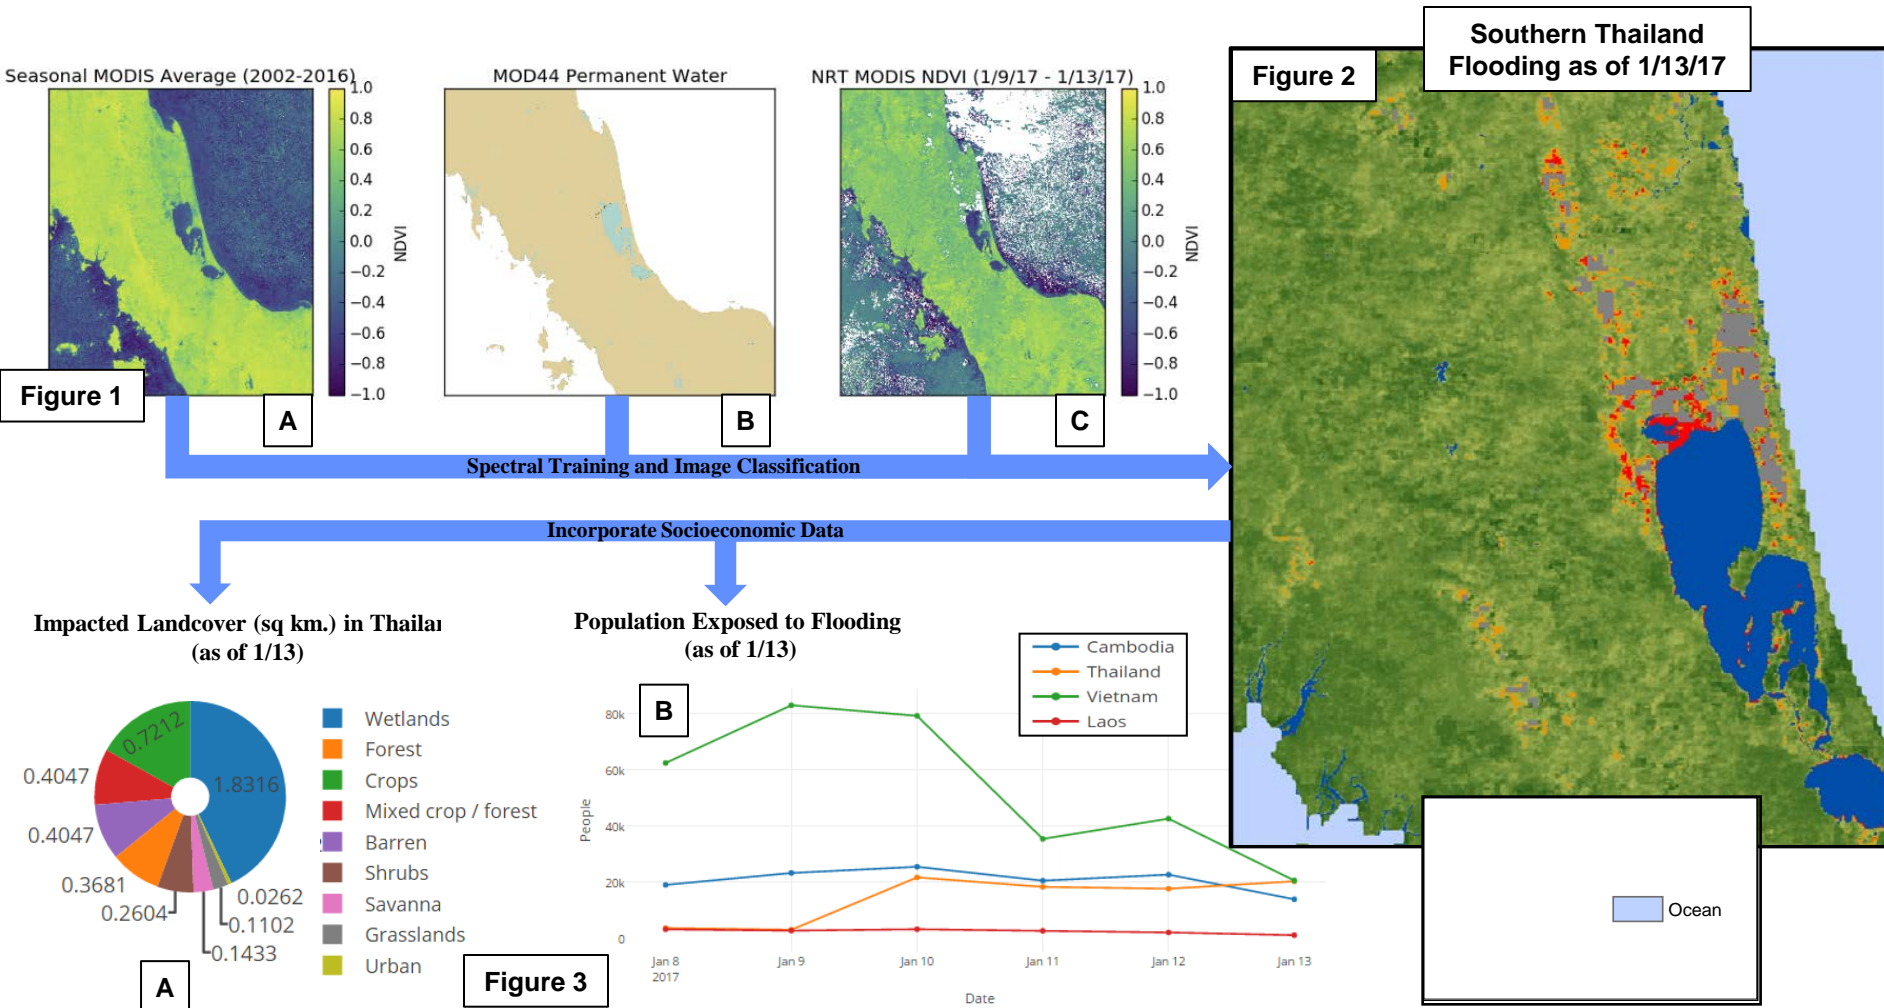 Southern Thailand
Flooding as of 1/13/17
Figure 2
Seasonal MODIS Average (2002-2016)
MOD44 Permanent Water
NRT MODIS NDVI (1/9/17 - 1/13/17)
1.0
0.8
0.6
0.4
0.2
0.0
−0.2
−0.4
−0.6
−0.8
−1.0
NDVI
1.0
0.8
0.6
0.4
0.2
0.0
−0.2
−0.4
−0.6
−0.8
−1.0
NDVI
Figure 1
A
B
C
Spectral Training and Image Classification
Incorporate Socioeconomic Data
Impacted Landcover (sq km.) in Thailan
(as of 1/13)
0.7212
1.8316
0.4047
0.4047
0.3681
0.2604
0.0262
0.1102
0.1433
Wetlands
Forest
Crops
Mixed crop / forest
Barren
Shrubs
Savanna
Grasslands
Urban
A
Figure 3
Population Exposed to Flooding
(as of 1/13)
B
Cambodia
Thailand
Vietnam
Laos
80k
60k
40k
20k
0
People
Jan 8
2017
Jan 9
Jan 10
Jan 11
Jan 12
Jan 13
Date
Ocean